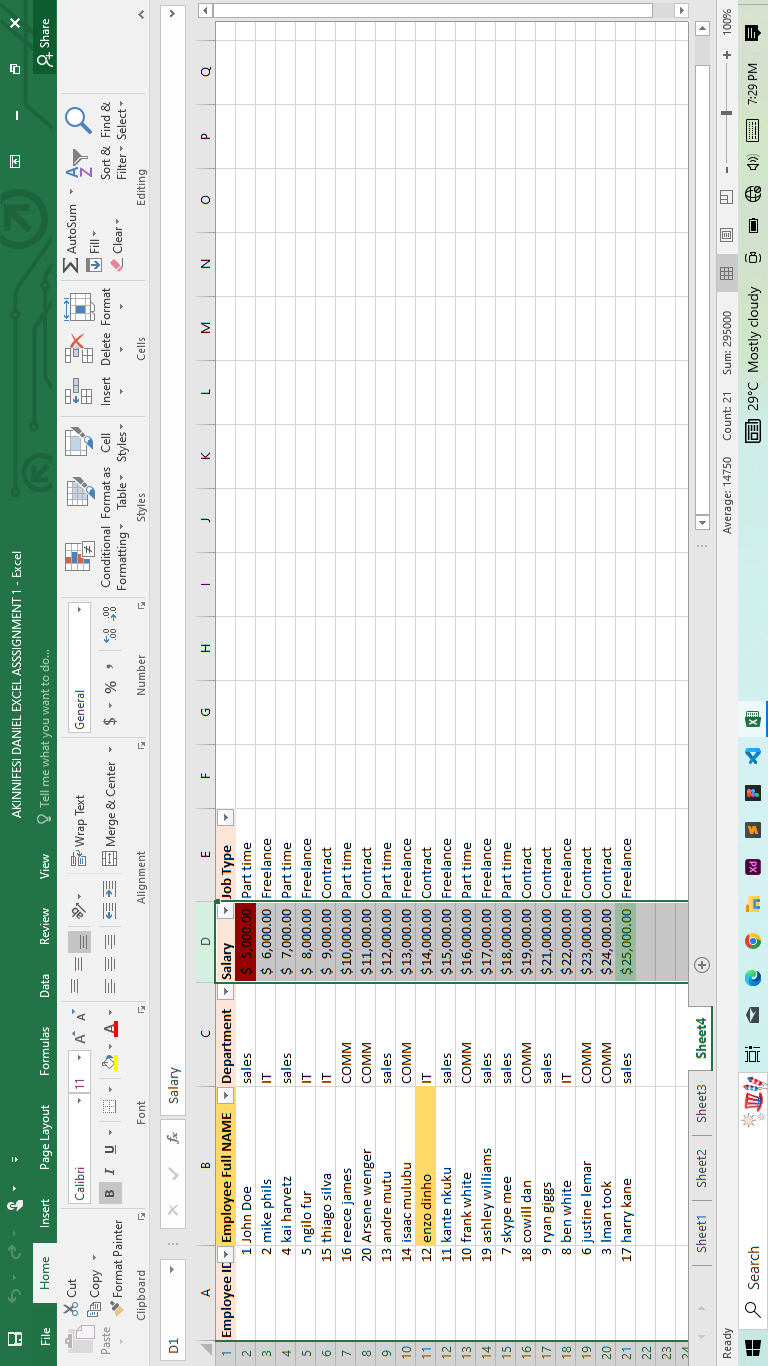 AKINNIFESI DANIEL EXCEL ASSSIGNMENT 1 - Excel
File Home Insert Page Layout Formulas Data Review View Tell me what you want to do... Share
Paste
Cut
Copy
Format Painter
Clipboard
Calibri 11
B I U
Font
Wrap Text
Merge & Center
Alignment
General
$ % ,
Number
Conditional Formatting
Format as Table
Cell Styles
Styles
Insert Delete Format
Cells
AutoSum
Fill
Clear
Sort & Filter
Find & Select
Editing
D1 fx Salary
A B C D E F G H I J K L M N O P Q
1 Employee ID Employee Full NAME Department Salary Job Type
2 1 John Doe sales $ 5,000.00 Part time
3 2 mike phils IT $ 6,000.00 Freelance
4 4 kai harvetz sales $ 7,000.00 Part time
5 5 ngilo fur IT $ 8,000.00 Freelance
6 15 thiago silva IT $ 9,000.00 Contract
7 16 reece james COMM $10,000.00 Part time
8 20 Arsene wenger COMM $11,000.00 Contract
9 13 andre mutu sales $12,000.00 Part time
10 14 isaac mulubu COMM $13,000.00 Freelance
11 12 enzo dinho IT $14,000.00 Contract
12 11 kante nkuku sales $15,000.00 Freelance
13 10 frank white COMM $16,000.00 Part time
14 19 ashley williams sales $17,000.00 Freelance
15 7 skype mee sales $18,000.00 Part time
16 18 cowill dan COMM $19,000.00 Contract
17 9 ryan giggs sales $21,000.00 Contract
18 8 ben white IT $22,000.00 Freelance
19 6 justine lemar COMM $23,000.00 Contract
20 3 Iman took COMM $24,000.00 Contract
21 17 harry kane sales $25,000.00 Freelance
22
23
24
Sheet1 Sheet2 Sheet3 Sheet4
Ready Average: 14750 Count: 21 Sum: 295000 100%
Search 29°C Mostly cloudy 7:29 PM